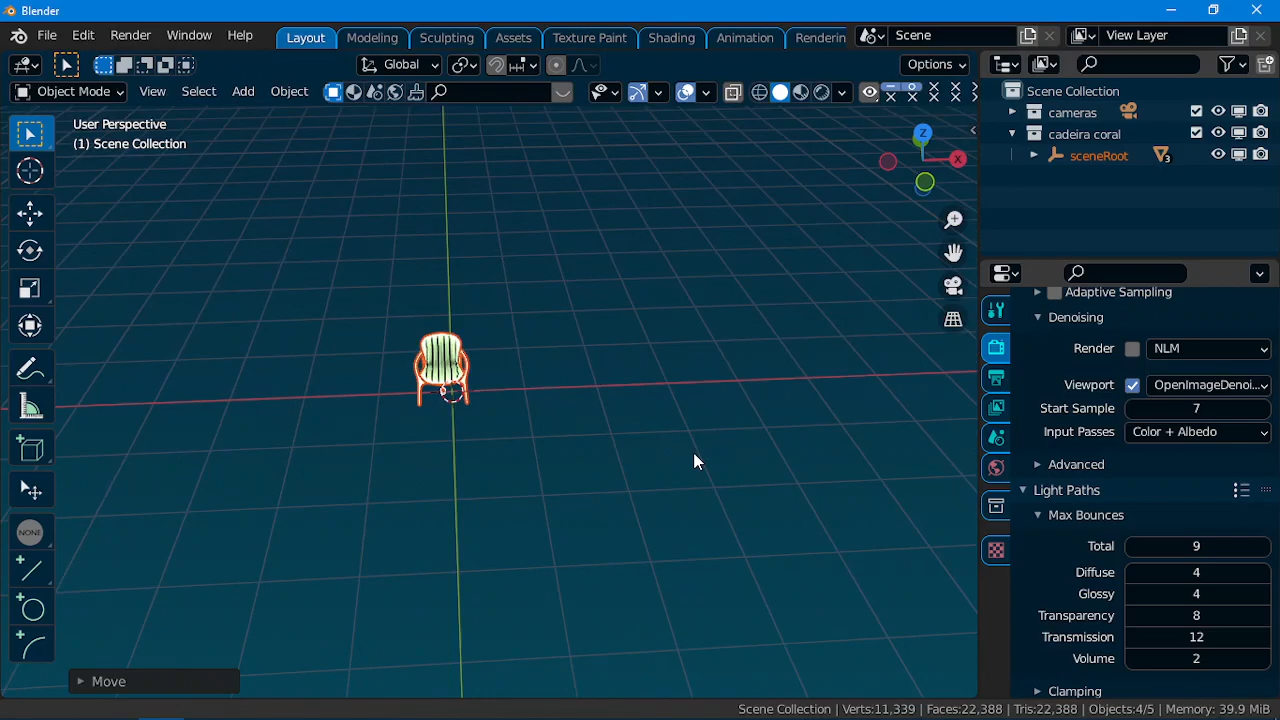 Blender
File Edit Render Window Help Layout Modeling Sculpting Assets Texture Paint Shading Animation Renderin Scene View Layer
Global Options
Object Mode View Select Add Object
Scene Collection
cameras
cadeira coral
sceneRoot
3
User Perspective
(1) Scene Collection
Z
X
Adaptive Sampling
Denoising
Render NLM
Viewport OpenImageDenoi...
Start Sample 7
Input Passes Color + Albedo
Advanced
Light Paths
Max Bounces
Total 9
Diffuse 4
Glossy 4
Transparency 8
Transmission 12
Volume 2
Clamping
NONE
Move
Scene Collection | Verts:11,339 | Faces:22,388 | Tris:22,388 | Objects:4/5 | Memory: 39.9 MiB